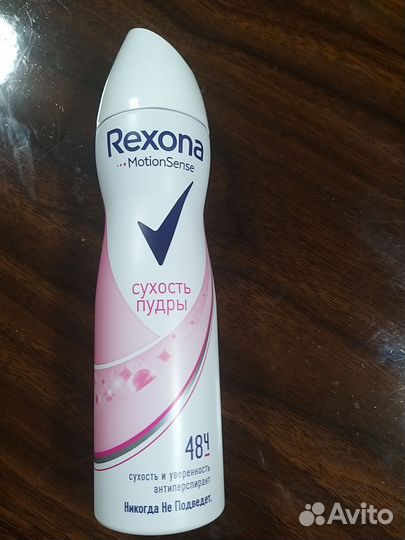 Rexona
MotionSense
сухость
пудры
48ч
сухость и уверенность
антиперспирант
Никогда Не Подведет.
Avito